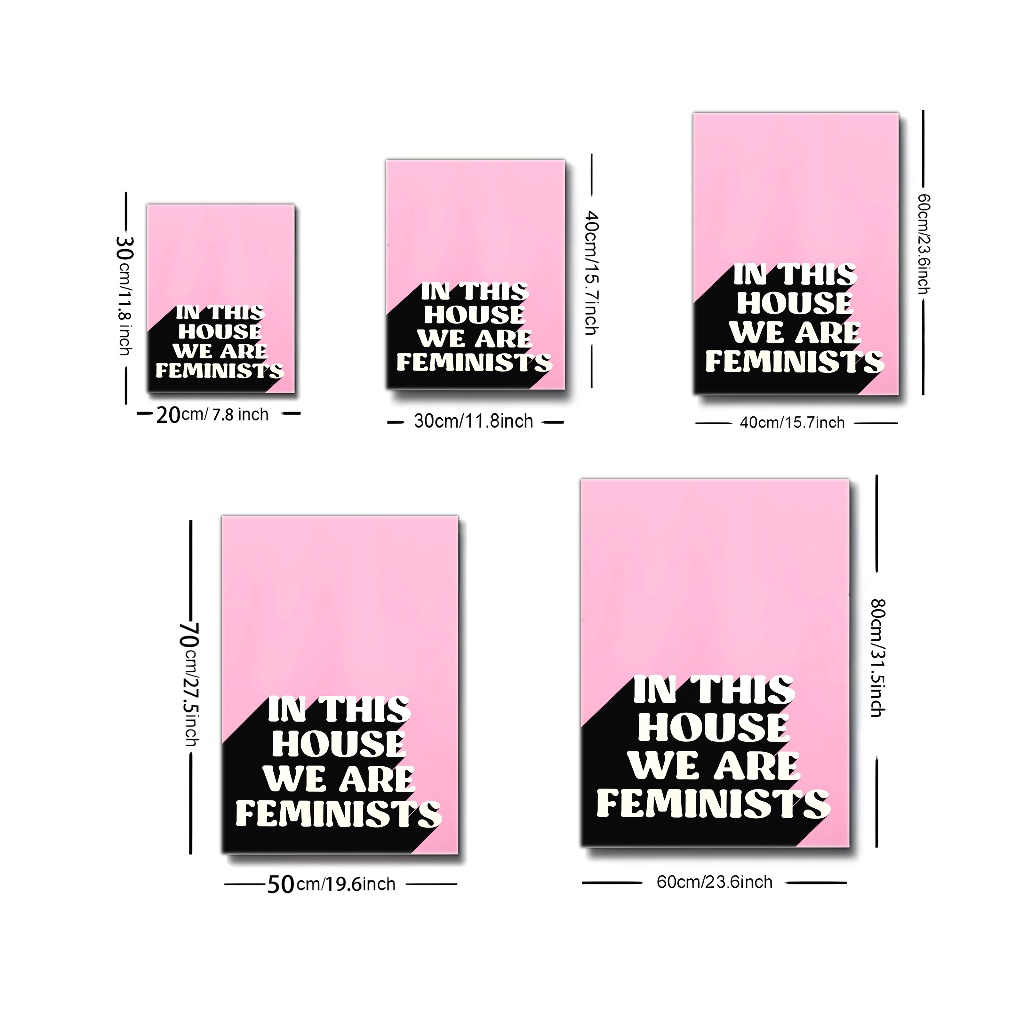 30cm/11.8 inch
IN THIS
HOUSE
WE ARE
FEMINISTS
20cm/ 7.8 inch
IN THIS
HOUSE
WE ARE
FEMINISTS
40cm/15.7inch
30cm/11.8inch
IN THIS
HOUSE
WE ARE
FEMINISTS
60cm/23.6inch
40cm/15.7inch
70cm/27.5inch
IN THIS
HOUSE
WE ARE
FEMINISTS
50cm/19.6inch
IN THIS
HOUSE
WE ARE
FEMINISTS
80cm/31.5inch
60cm/23.6inch